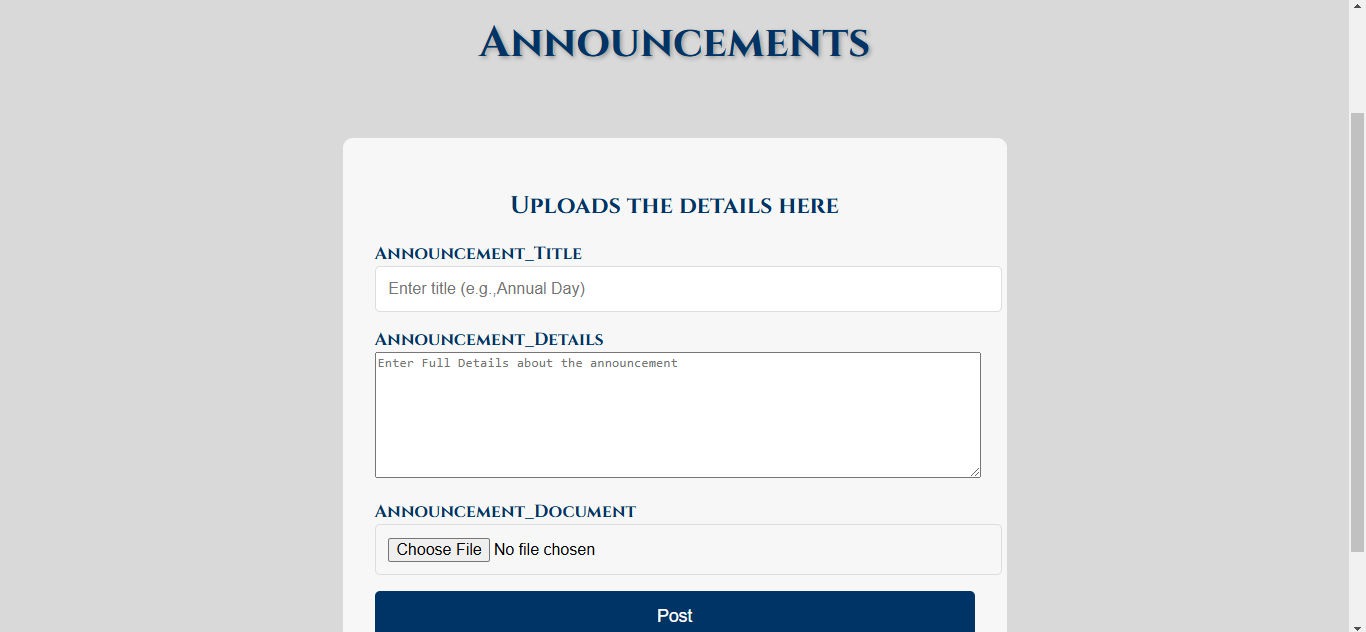 Announcements
Uploads the details here
Announcement_Title
Enter title (e.g.,Annual Day)
Announcement_Details
Enter Full Details about the announcement
Announcement_Document
Choose File No file chosen
Post